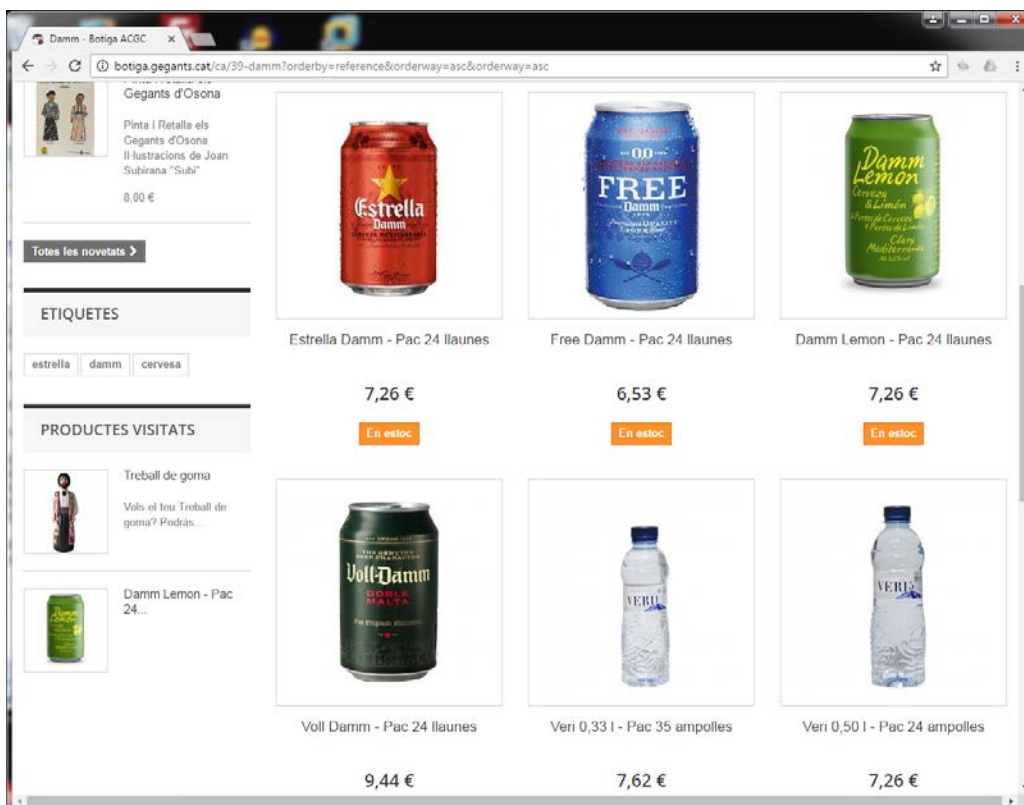 Damm - Botiga ACGC
botiga.gegants.cat/ca/39-damm?orderby=reference&orderway=asc&orderway=asc
Gegants d'Osona
Pinta I Retalla els
Gegants d'Osona
Il·lustracions de Joan
Subirana "Subi"
8,00 €
Totes les novetats
ETIQUETES
estrella
damm
cervesa
PRODUCTES VISITATS
Treball de goma
Vols el teu Treball de
goma? Podràs...
Damm Lemon - Pac
24...
Estrella
Damm
Estrella Damm - Pac 24 llaunes
7,26 €
En estoc
0,0
FREE
Damm
Free Damm - Pac 24 llaunes
6,53 €
En estoc
Damm
Lemon
Cerveza
& Limón
Clara
Mediterránea
Damm Lemon - Pac 24 llaunes
7,26 €
En estoc
Voll-Damm
DOBLE
MALTA
Voll Damm - Pac 24 llaunes
9,44 €
VERI
Veri 0,33 l - Pac 35 ampolles
7,62 €
VERI
Veri 0,50 l - Pac 24 ampolles
7,26 €